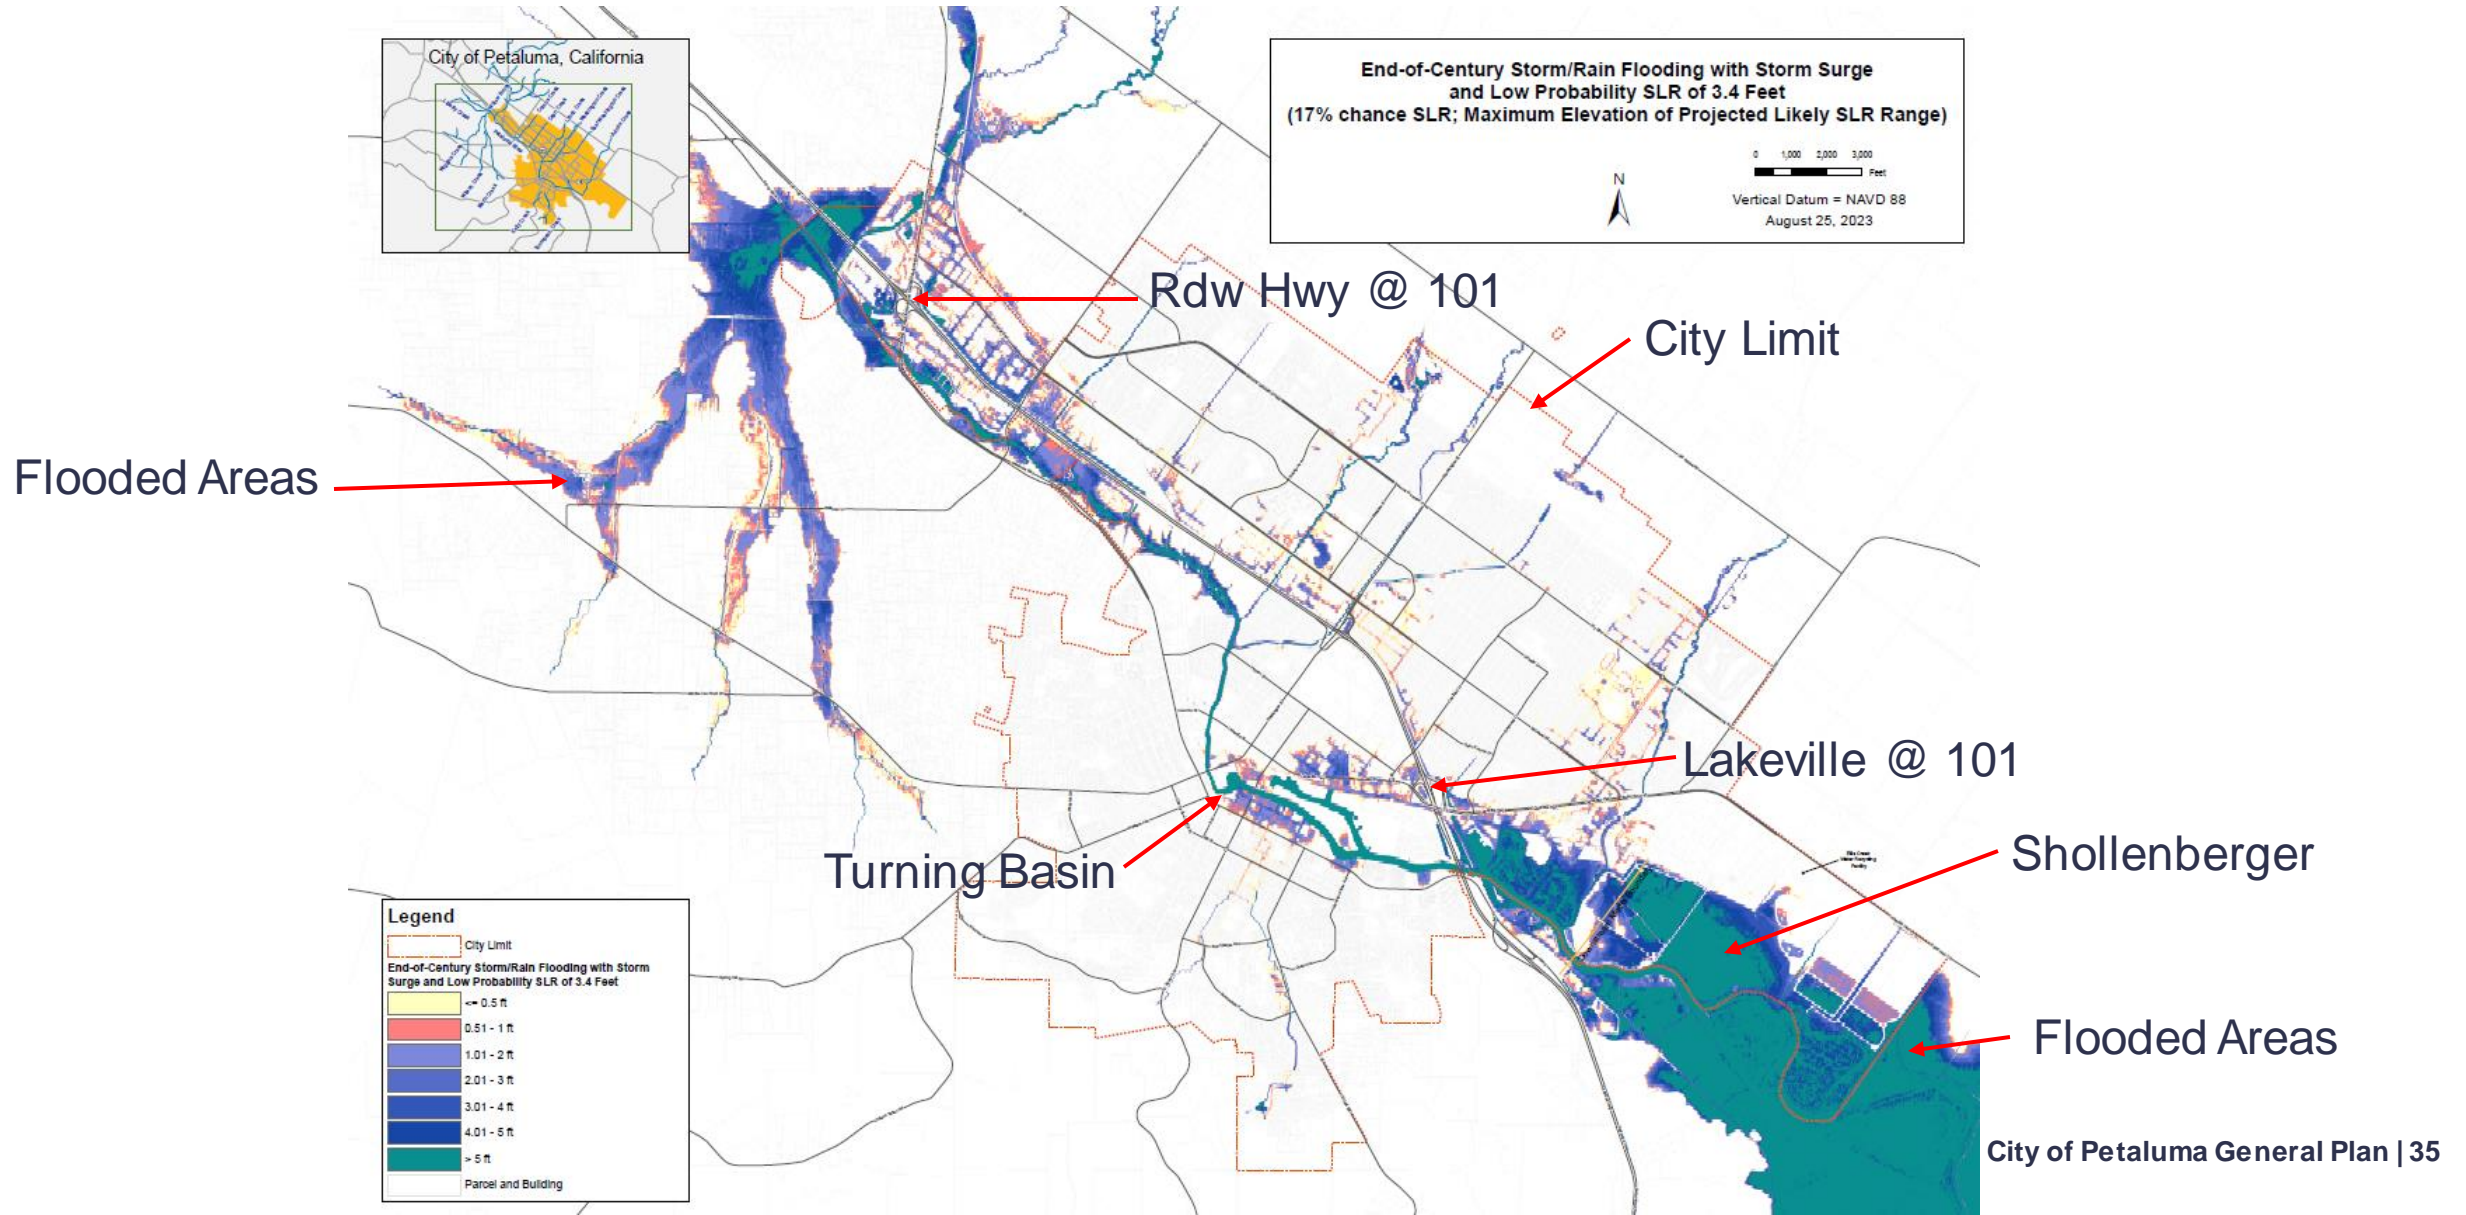 City of Petaluma, California
End-of-Century Storm/Rain Flooding with Storm Surge
and Low Probability SLR of 3.4 Feet
(17% chance SLR; Maximum Elevation of Projected Likely SLR Range)
0 1,000 2,000 3,000
Feet
N
Vertical Datum = NAVD 88
August 25, 2023
Rdw Hwy @ 101
City Limit
Flooded Areas
Lakeville @ 101
Turning Basin
Shollenberger
Flooded Areas
Legend
City Limit
End-of-Century Storm/Rain Flooding with Storm
Surge and Low Probability SLR of 3.4 Feet
<= 0.5 ft
0.51 - 1 ft
1.01 - 2 ft
2.01 - 3 ft
3.01 - 4 ft
4.01 - 5 ft
> 5 ft
Parcel and Building
City of Petaluma General Plan | 35